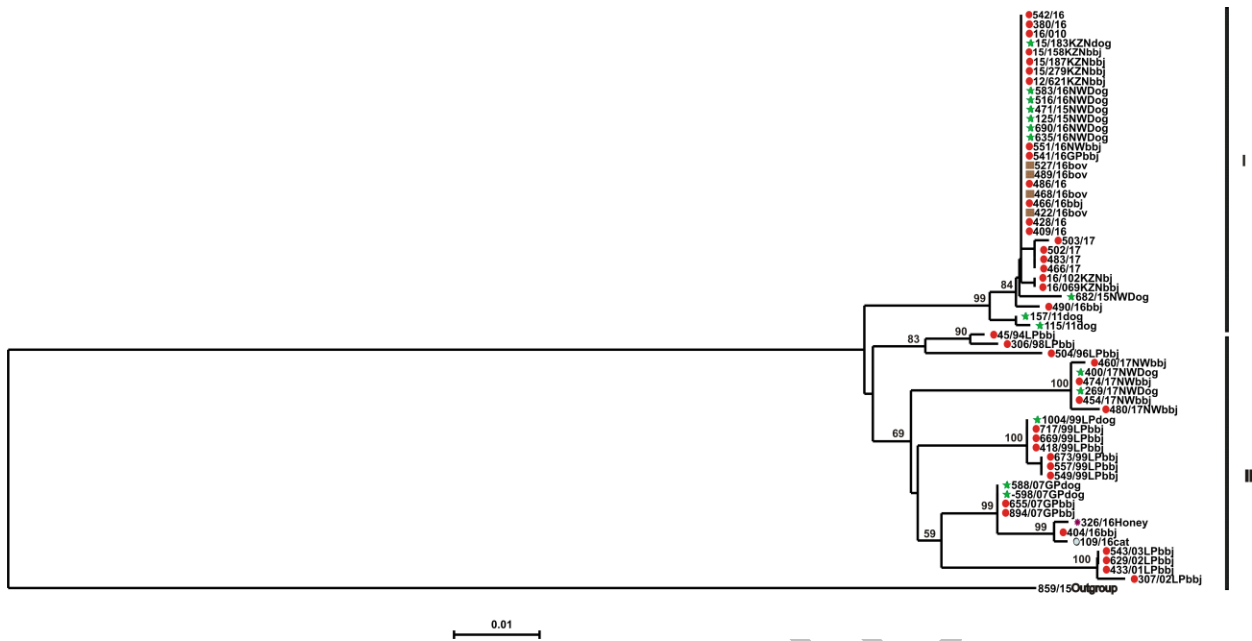 542/16
380/16
16/010
15/183KZNdog
15/158KZNbbj
15/187KZNbbj
15/279KZNbbj
12/621KZNbbj
583/16NWDog
516/16NWDog
471/15NWDog
125/15NWDog
690/16NWDog
635/16NWDog
551/16NWbbj
541/16GPbbj
527/16bov
489/16bov
486/16
468/16bov
466/16bbj
422/16bov
428/16
409/16
503/17
502/17
483/17
466/17
16/102KZNbj
16/069KZNbbj
84
682/15NWDog
99
490/16bbj
157/11dog
115/11dog
I
90
45/94LPbbj
306/98LPbbj
83
504/96LPbbj
460/17NWbbj
400/17NWDog
100
474/17NWbbj
269/17NWDog
454/17NWbbj
480/17NWbbj
1004/99LPdog
717/99LPbbj
69
669/99LPbbj
100
418/99LPbbj
673/99LPbbj
557/99LPbbj
549/99LPbbj
II
588/07GPdog
-598/07GPdog
99
655/07GPbbj
894/07GPbbj
326/16Honey
99
404/16bbj
59
109/16cat
543/03LPbbj
100
629/02LPbbj
433/01LPbbj
307/02LPbbj
859/15Outgroup
0.01